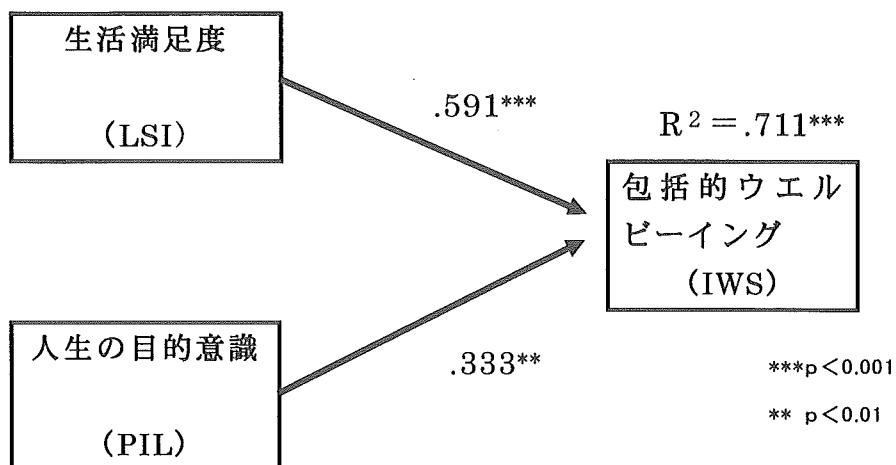 生活満足度
(LSI)
.591***
R²＝.711***
包括的ウエル
ビーイング
(IWS)
人生の目的意識
(PIL)
.333**
***p＜0.001
** p＜0.01